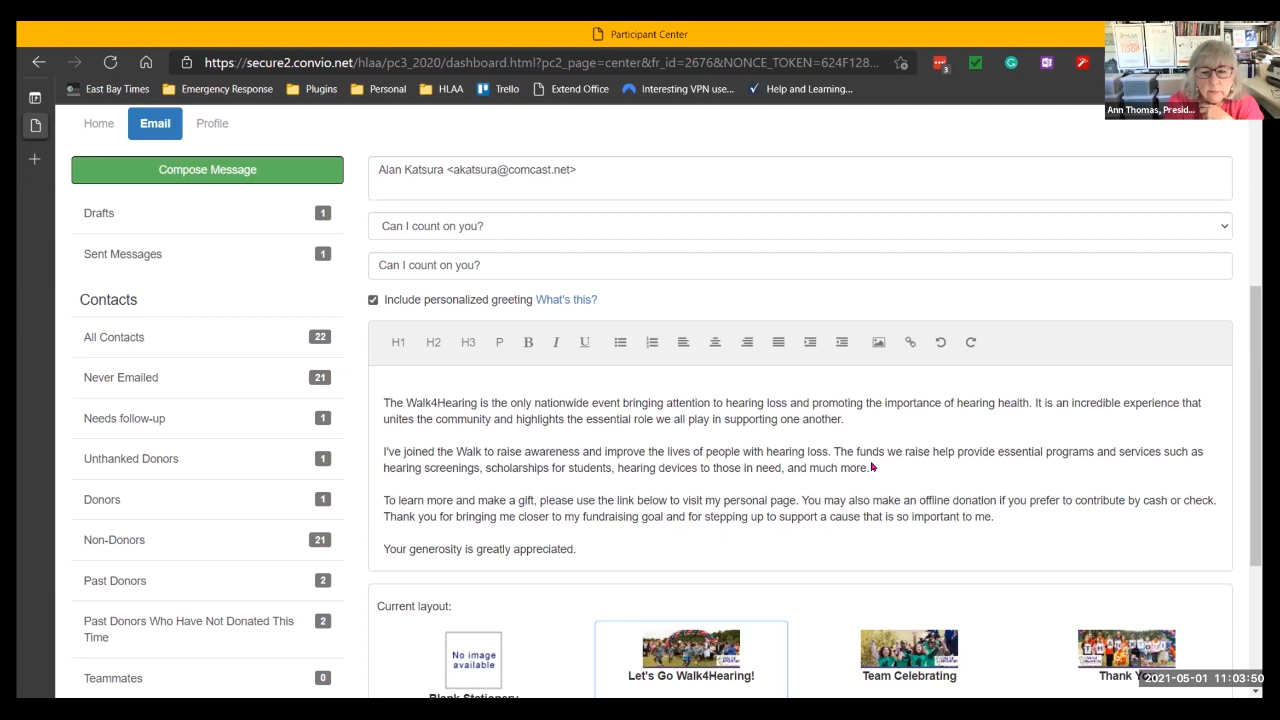 Participant Center
https://secure2.convio.net/hlaa/pc3_2020/dashboard.html?pc2_page=center&fr_id=2676&NONCE_TOKEN=624F128...
3
East Bay Times
Emergency Response
Plugins
Personal
HLAA
Trello
Extend Office
Interesting VPN use...
Help and Learning...
Ann Thomas, Presid...
Home
Email
Profile
Compose Message
Drafts 1
Sent Messages 1
Contacts
All Contacts 22
Never Emailed 21
Needs follow-up 1
Unthanked Donors 1
Donors 1
Non-Donors 21
Past Donors 2
Past Donors Who Have Not Donated This 2
Time
Teammates 0
Alan Katsura <akatsura@comcast.net>
Can I count on you?
Can I count on you?
Include personalized greeting What's this?
H1 H2 H3 P B I U
The Walk4Hearing is the only nationwide event bringing attention to hearing loss and promoting the importance of hearing health. It is an incredible experience that
unites the community and highlights the essential role we all play in supporting one another.
I've joined the Walk to raise awareness and improve the lives of people with hearing loss. The funds we raise help provide essential programs and services such as
hearing screenings, scholarships for students, hearing devices to those in need, and much more.
To learn more and make a gift, please use the link below to visit my personal page. You may also make an offline donation if you prefer to contribute by cash or check.
Thank you for bringing me closer to my fundraising goal and for stepping up to support a cause that is so important to me.
Your generosity is greatly appreciated.
Current layout:
No image
available
Blank Stationery
Let's Go Walk4Hearing!
Team Celebrating
Thank
2021-05-01 11:03:50